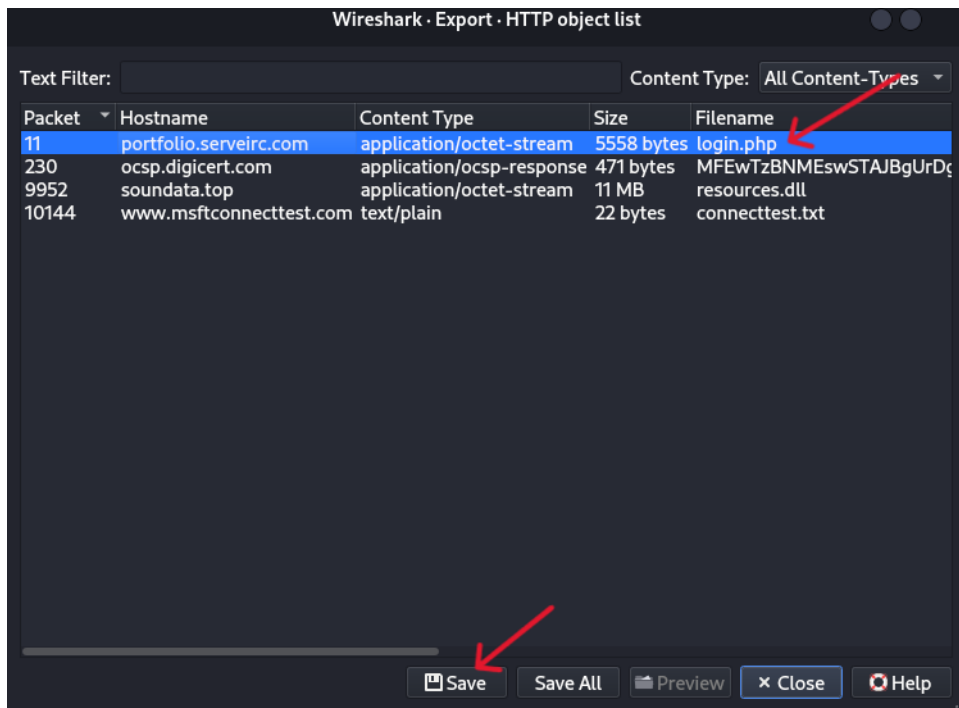 Wireshark · Export · HTTP object list
Text Filter: Content Type: All Content-Types
Packet Hostname Content Type Size Filename
11 portfolio.serveirc.com application/octet-stream 5558 bytes login.php
230 ocsp.digicert.com application/ocsp-response 471 bytes MFEwTzBNMEswSTAJBgUrDg
9952 soundata.top application/octet-stream 11 MB resources.dll
10144 www.msftconnecttest.com text/plain 22 bytes connecttest.txt
Save Save All Preview × Close Help